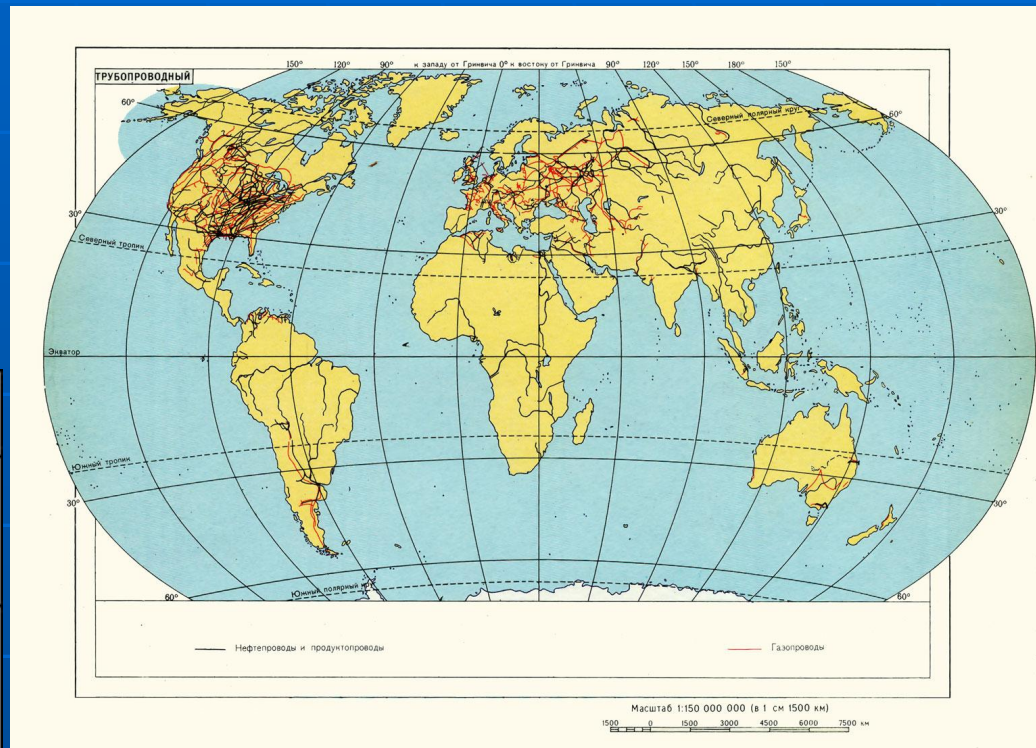 ТРУБОПРОВОДНЫЙ
150° 120° 90° к западу от Гринвича 0° к востоку от Гринвича 90° 120° 150° 180° 150°
60° Северный полярный круг 60°
30° 30°
Северный тропик
Экватор
Южный тропик
30° 30°
Южный полярный кр
60° 60°
Нефтепроводы и продуктопроводы Газопроводы
Масштаб 1:150 000 000 (в 1 см 1500 км)
1500 0 1500 3000 4500 6000 7500 км